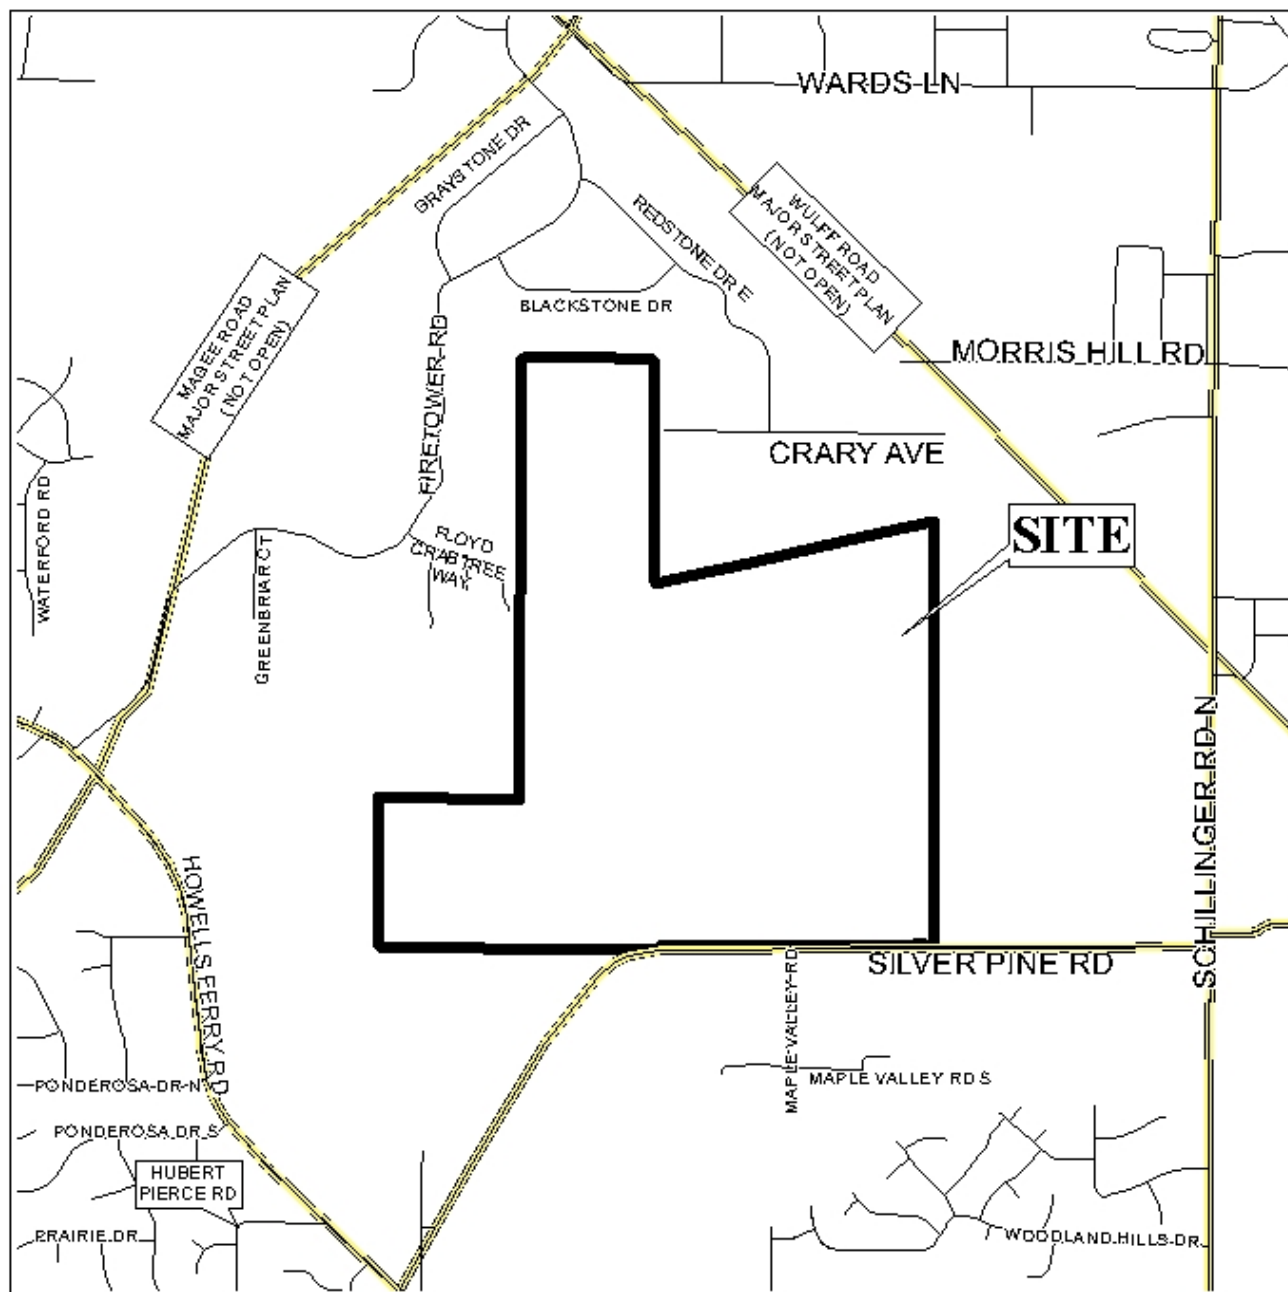 WARDS LN
GRAYSTONE DR
REDSTONE DR E
WULFF ROAD
MAJOR STREET PLAN
(NOT OPEN)
MAGEE ROAD
MAJOR STREET PLAN
(NOT OPEN)
BLACKSTONE DR
MORRIS HILL RD
FIRETOWER RD
CRARY AVE
WATERFORD RD
FLOYD
CRABTREE
WAY
SITE
GREENBRIAR CT
SCHILLINGER RD N
HOWELLS FERRY RD
SILVER PINE RD
MAPLE VALLEY RD
MAPLE VALLEY RD S
PONDEROSA DR N
PONDEROSA DR S
HUBERT
PIERCE RD
PRAIRIE DR
WOODLAND HILLS DR